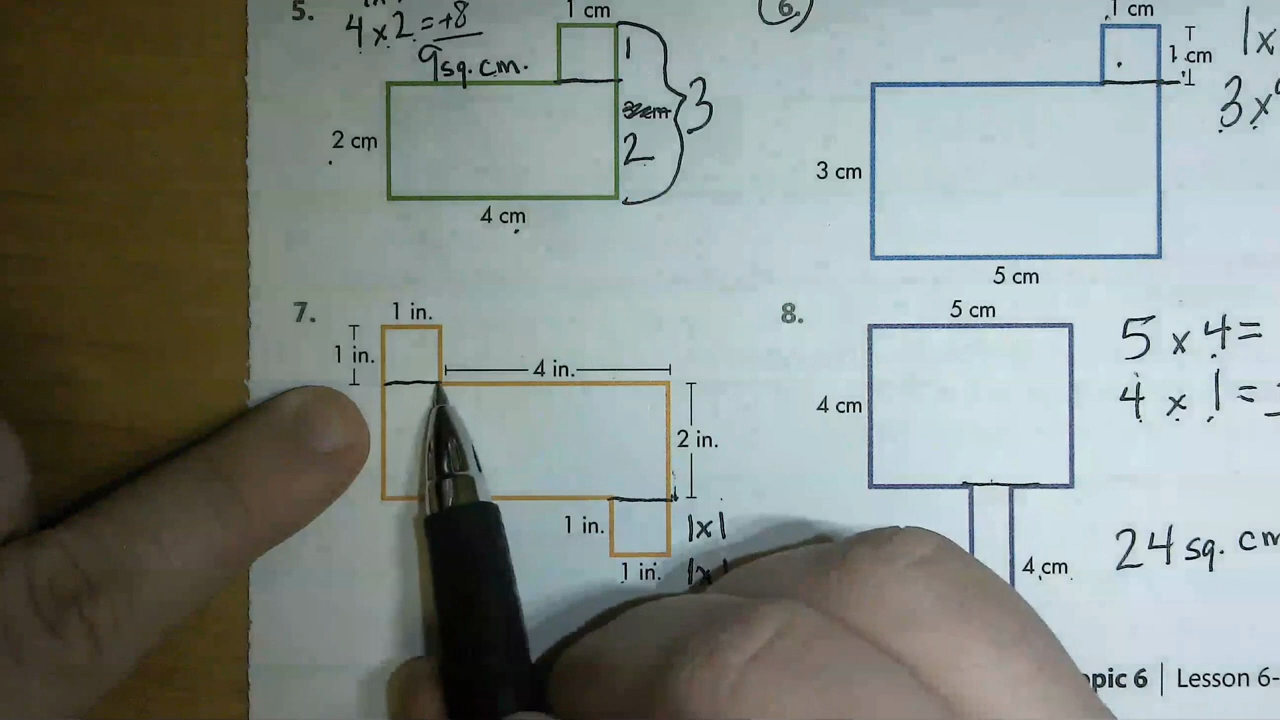 5.
4 x 2 = +8
9 sq. cm.
1 cm
1
2
3
2 cm
4 cm
6.
1 cm
1 cm
1x
3x
3 cm
5 cm
7.
1 in.
1 in.
4 in.
2 in.
1 in.
1 in.
1x1
1x1
8.
5 cm
4 cm
4 cm
5 x 4 =
4 x 1 =
24 sq. cm
pic 6 | Lesson 6-